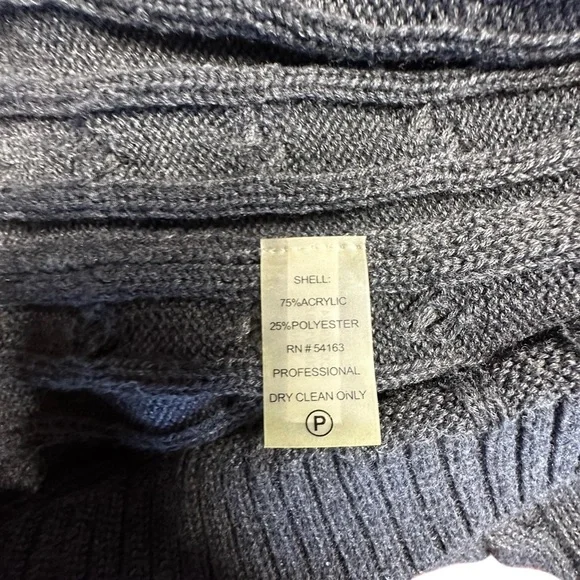 SHELL:
75%ACRYLIC
25%POLYESTER
RN # 54163
PROFESSIONAL
DRY CLEAN ONLY
P